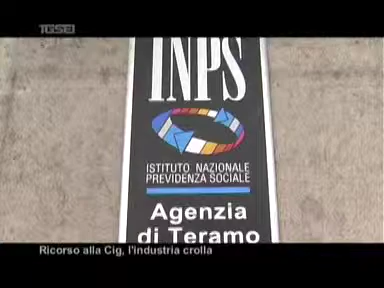 TGSEI
INPS
ISTITUTO NAZIONALE
PREVIDENZA SOCIALE
Agenzia
di Teramo
Ricorso alla Cig, l'industria crolla